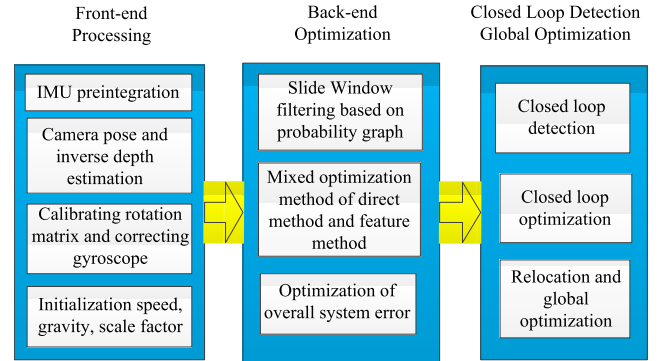 Front-end
Processing
IMU preintegration
Camera pose and
inverse depth
estimation
Calibrating rotation
matrix and correcting
gyroscope
Initialization speed,
gravity, scale factor
Back-end
Optimization
Slide Window
filtering based on
probability graph
Mixed optimization
method of direct
method and feature
method
Optimization of
overall system error
Closed Loop Detection
Global Optimization
Closed loop
detection
Closed loop
optimization
Relocation and
global
optimization